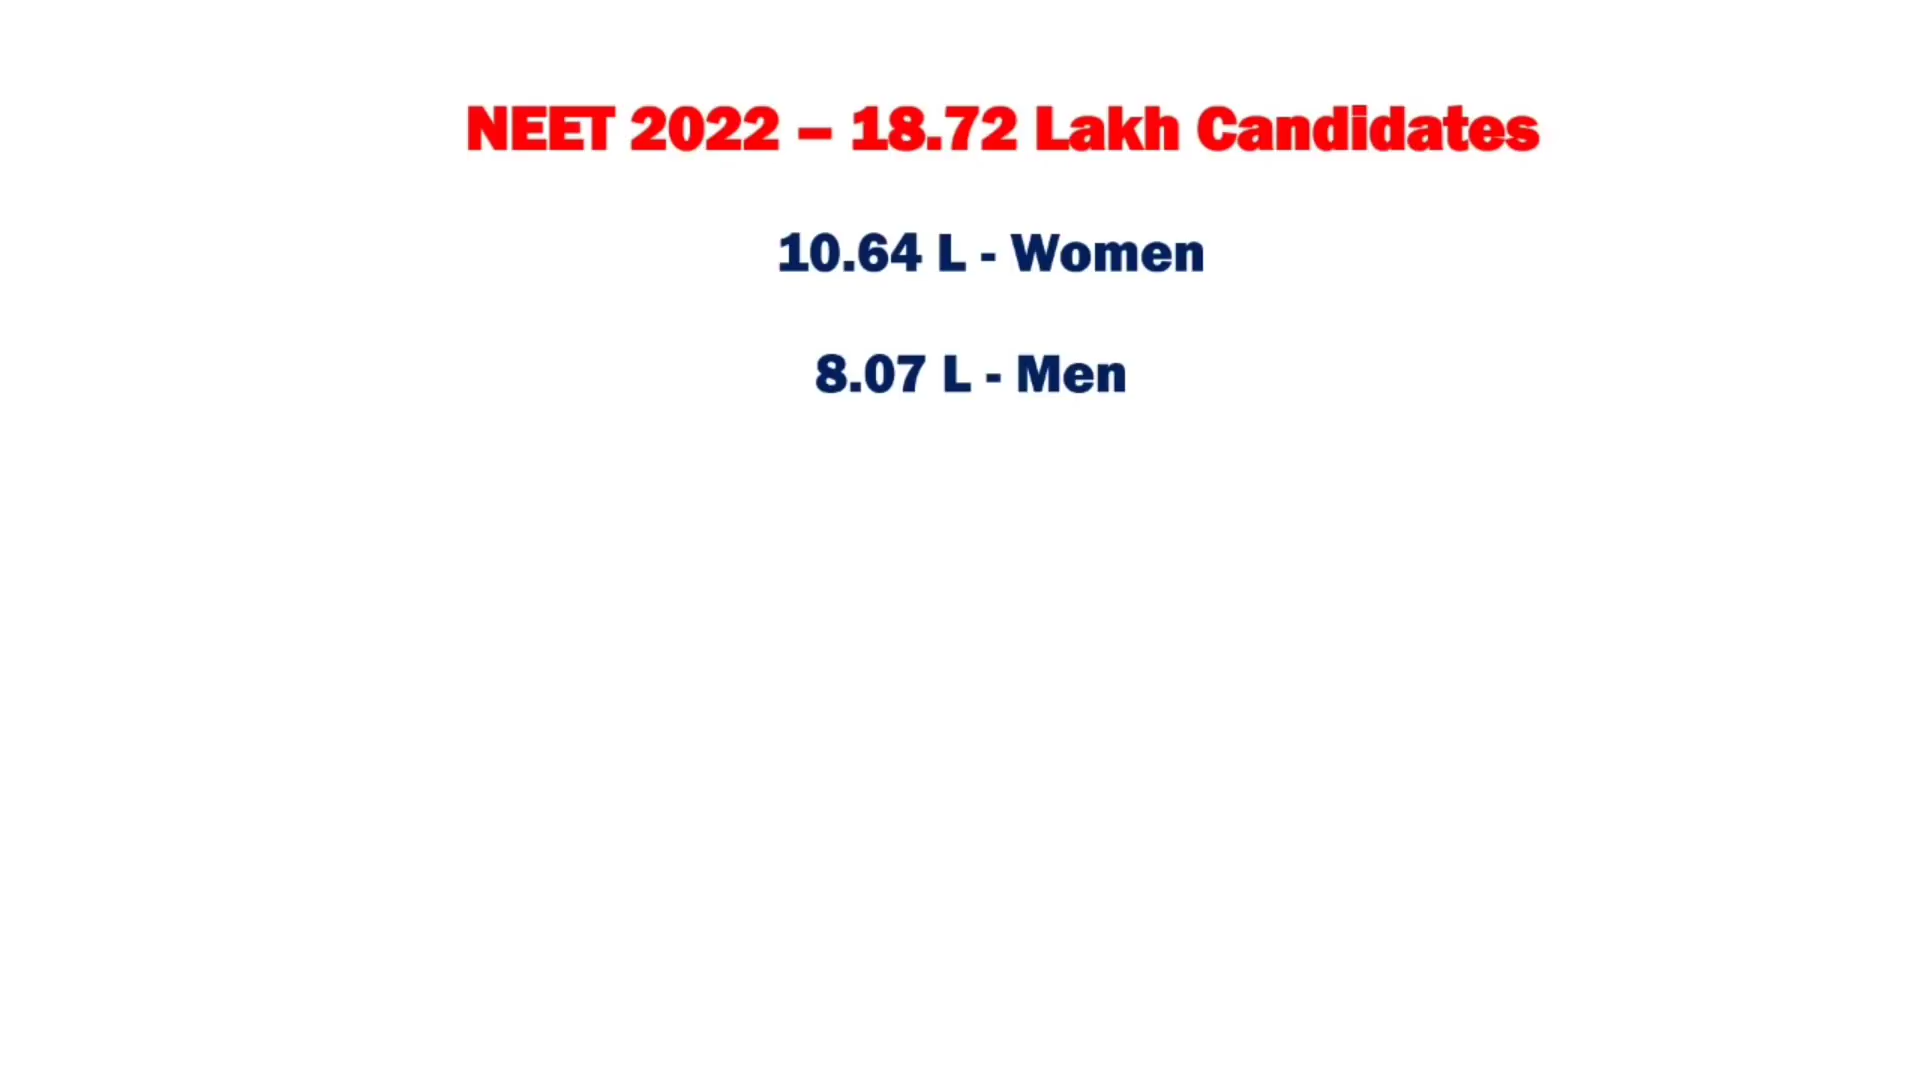 NEET 2022 – 18.72 Lakh Candidates
10.64 L - Women
8.07 L - Men